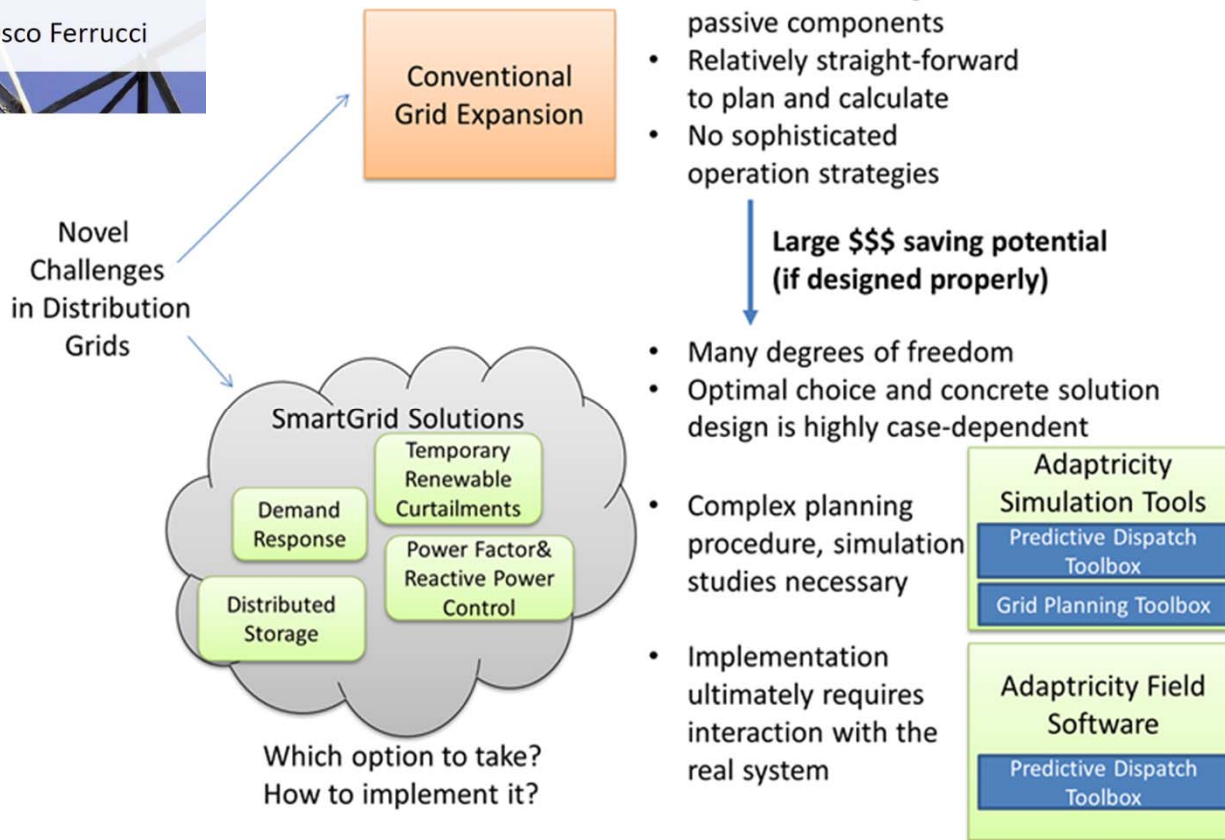 sco Ferrucci
Conventional
Grid Expansion
passive components
• Relatively straight-forward
to plan and calculate
• No sophisticated
operation strategies
Novel
Challenges
in Distribution
Grids
Large $$$ saving potential
(if designed properly)
SmartGrid Solutions
Temporary
Renewable
Curtailments
Demand
Response
Power Factor&
Reactive Power
Control
Distributed
Storage
Which option to take?
How to implement it?
• Many degrees of freedom
• Optimal choice and concrete solution
design is highly case-dependent
• Complex planning
procedure, simulation
studies necessary
• Implementation
ultimately requires
interaction with the
real system
Adaptricity
Simulation Tools
Predictive Dispatch
Toolbox
Grid Planning Toolbox
Adaptricity Field
Software
Predictive Dispatch
Toolbox